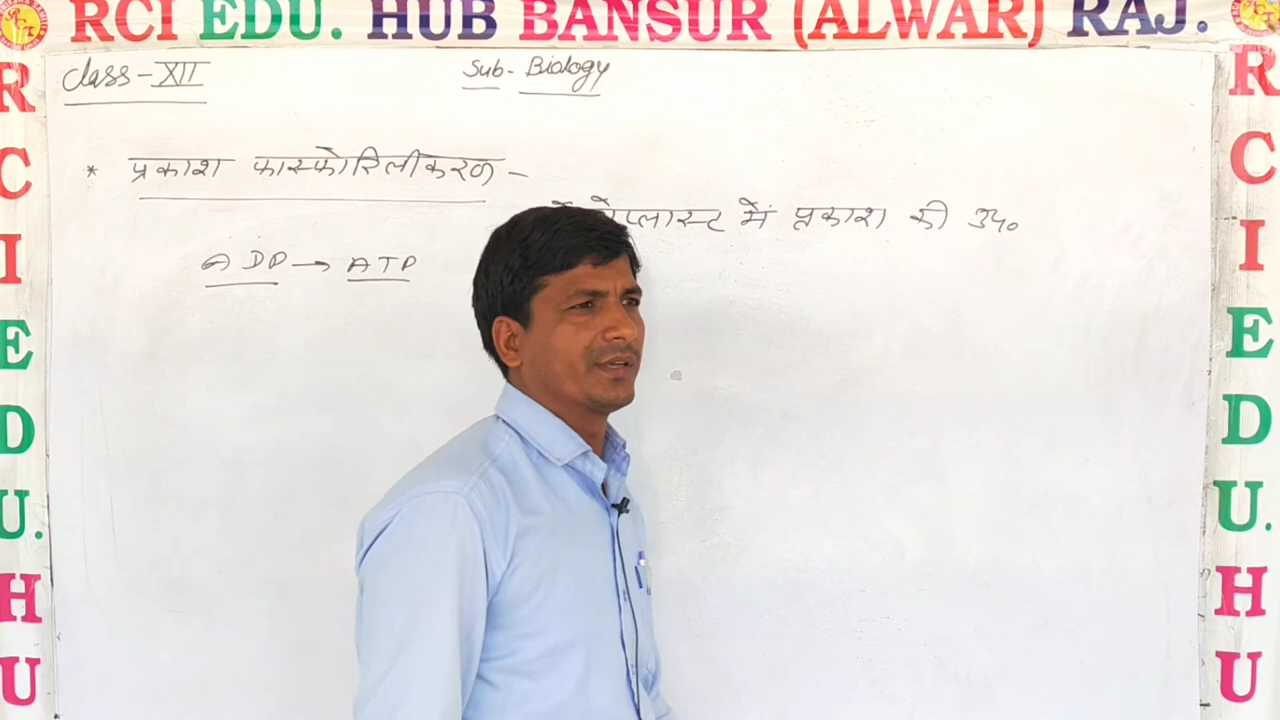 RCI EDU. HUB BANSUR (ALWAR) RAJ.
Class - XII
Sub- Biology
* प्रकाश फास्फोरिलीकरण -
में प्रकाश की उप०
ADP → ATP
R C I E D U. H U
R C I E D U. H U